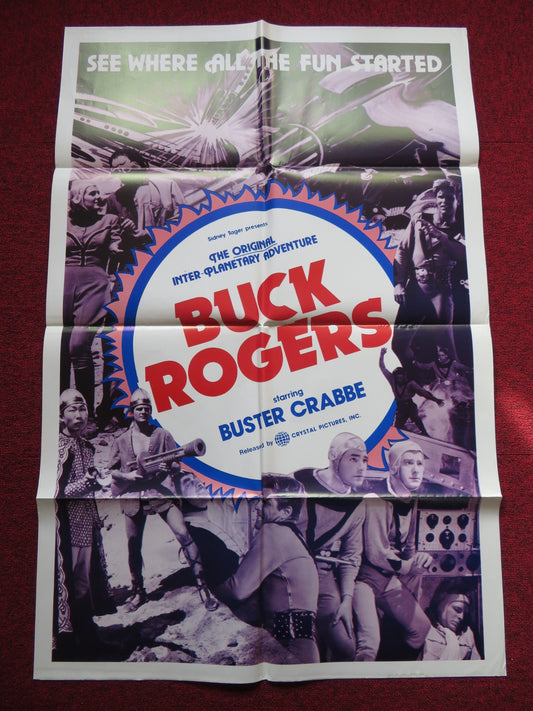 SEE WHERE ALL THE FUN STARTED
Sidney Tager presents
THE ORIGINAL
INTER-PLANETARY ADVENTURE
BUCK
ROGERS
starring
BUSTER CRABBE
Released by CRYSTAL PICTURES, INC.